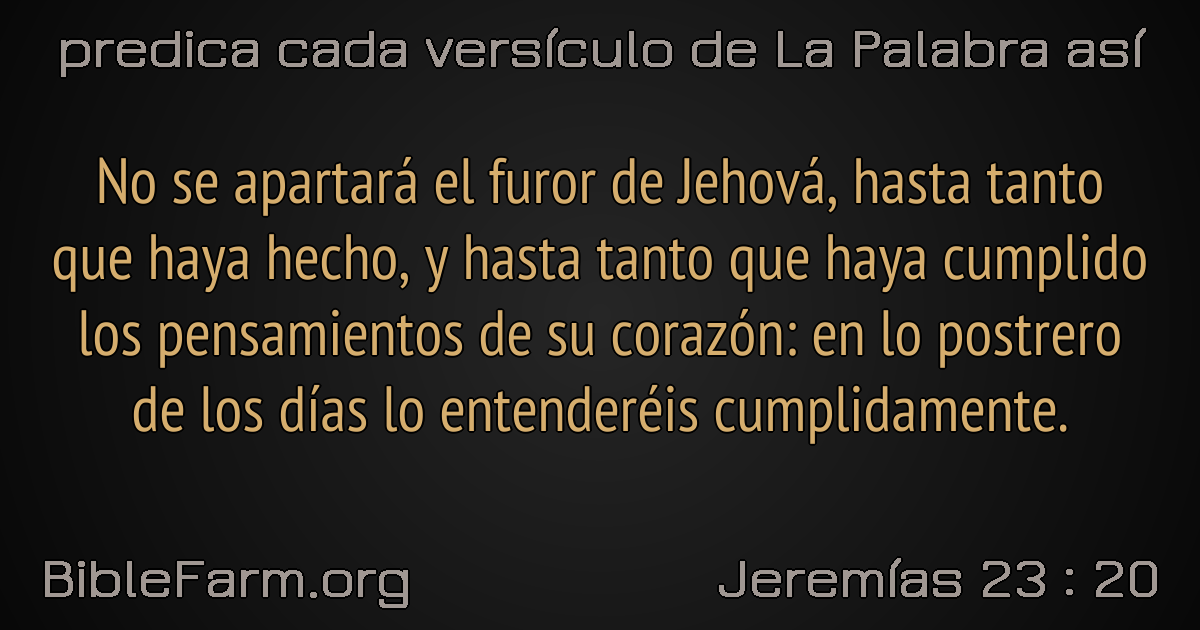 predica cada versículo de La Palabra así
No se apartará el furor de Jehová, hasta tanto
que haya hecho, y hasta tanto que haya cumplido
los pensamientos de su corazón: en lo postrero
de los días lo entenderéis cumplidamente.
BibleFarm.org
Jeremías 23 : 20